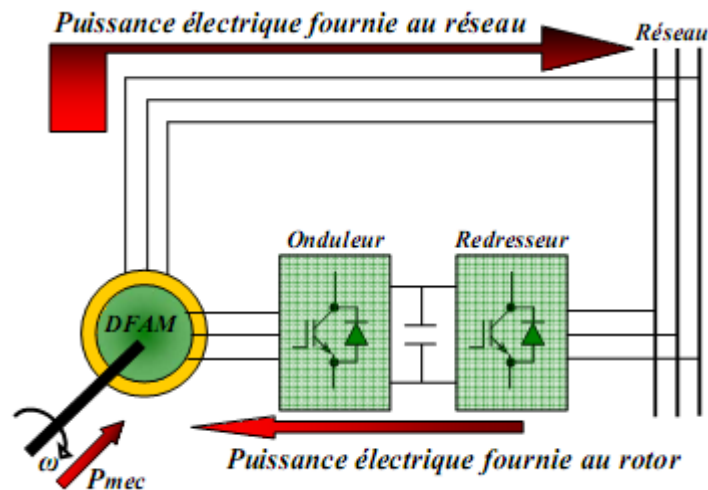 Puissance électrique fournie au réseau
Réseau
Onduleur
Redresseur
DFAM
ω
Pmec
Puissance électrique fournie au rotor